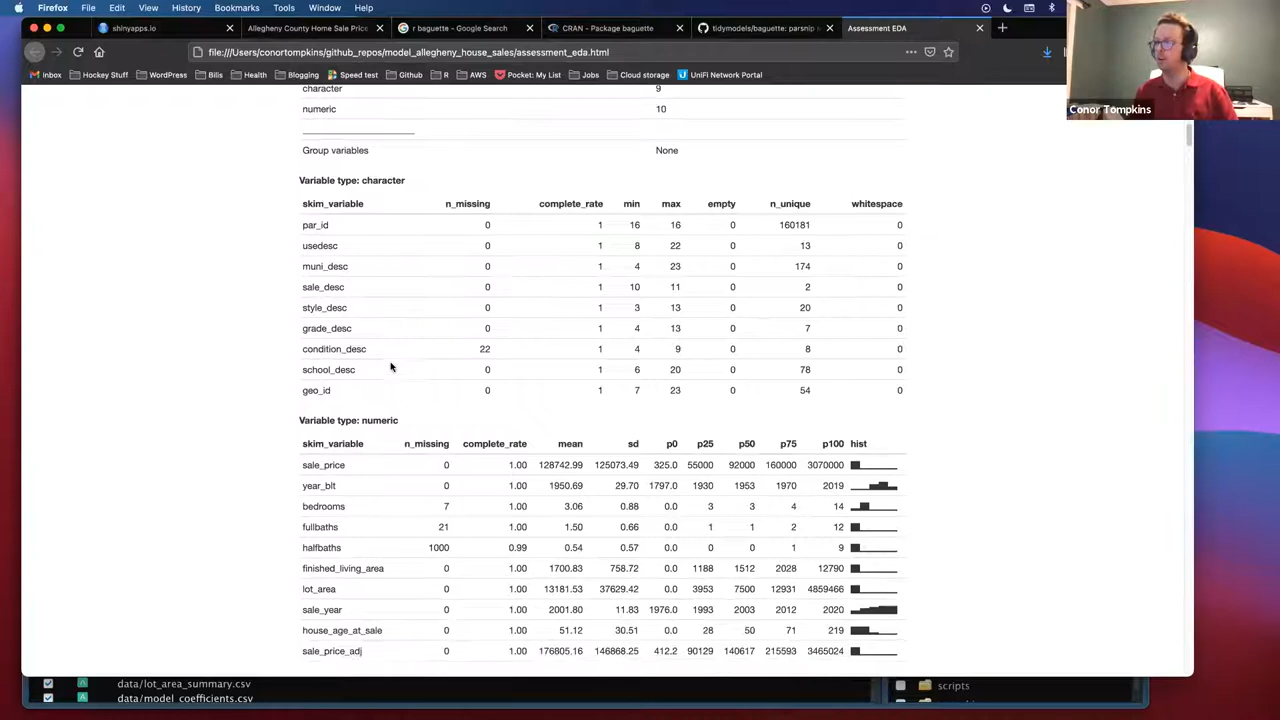 Firefox File Edit View History Bookmarks Tools Window Help
shinyapps.io Allegheny County Home Sale Price r baguette - Google Search CRAN - Package baguette tidymodels/baguette: parsnip M Assessment EDA
file:///Users/conortompkins/github_repos/model_allegheny_house_sales/assessment_eda.html
Inbox Hockey Stuff WordPress Bills Health Blogging Speed test Github R AWS Pocket: My List Jobs Cloud storage UniFi Network Portal
Conor Tompkins
character 9
numeric 10
Group variables None
Variable type: character
skim_variable n_missing complete_rate min max empty n_unique whitespace
par_id 0 1 16 16 0 160181 0
usedesc 0 1 8 22 0 13 0
muni_desc 0 1 4 23 0 174 0
sale_desc 0 1 10 11 0 2 0
style_desc 0 1 3 13 0 20 0
grade_desc 0 1 4 13 0 7 0
condition_desc 22 1 4 9 0 8 0
school_desc 0 1 6 20 0 78 0
geo_id 0 1 7 23 0 54 0
Variable type: numeric
skim_variable n_missing complete_rate mean sd p0 p25 p50 p75 p100 hist
sale_price 0 1.00 128742.99 125073.49 325.0 55000 92000 160000 3070000
year_blt 0 1.00 1950.69 29.70 1797.0 1930 1953 1970 2019
bedrooms 7 1.00 3.06 0.88 0.0 3 3 4 14
fullbaths 21 1.00 1.50 0.66 0.0 1 1 2 12
halfbaths 1000 0.99 0.54 0.57 0.0 0 0 1 9
finished_living_area 0 1.00 1700.83 758.72 0.0 1188 1512 2028 12790
lot_area 0 1.00 13181.53 37629.42 0.0 3953 7500 12931 4859466
sale_year 0 1.00 2001.80 11.83 1976.0 1993 2003 2012 2020
house_age_at_sale 0 1.00 51.12 30.51 0.0 28 50 71 219
sale_price_adj 0 1.00 176805.16 146868.25 412.2 90129 140617 215593 3465024
data/lot_area_summary.csv scripts
data/model_coefficients.csv